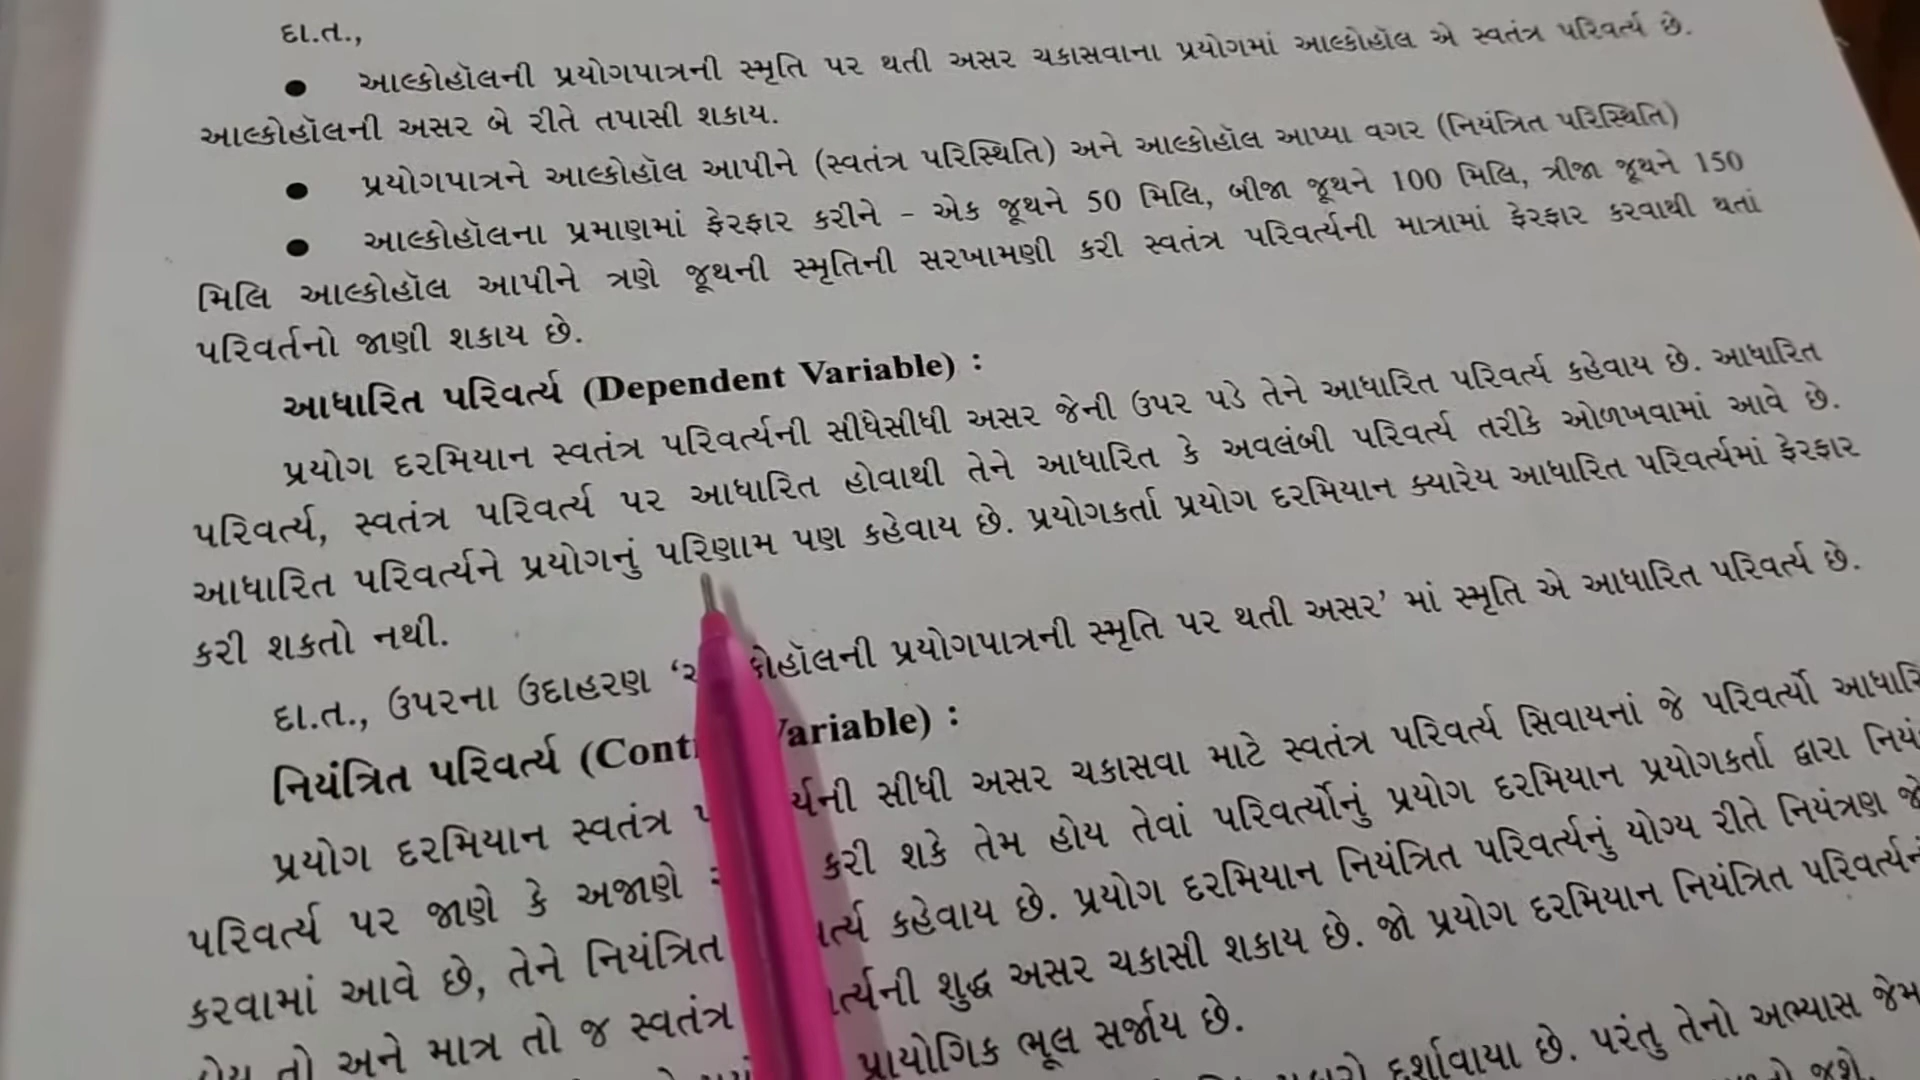 દા.ત.,
● આલ્કોહૉલની પ્રયોગપાત્રની સ્મૃતિ પર થતી અસર ચકાસવાના પ્રયોગમાં આલ્કોહૉલ એ સ્વતંત્ર પરિવર્ત્ય છે.
આલ્કોહૉલની અસર બે રીતે તપાસી શકાય.
● પ્રયોગપાત્રને આલ્કોહૉલ આપીને (સ્વતંત્ર પરિસ્થિતિ) અને આલ્કોહૉલ આપ્યા વગર (નિયંત્રિત પરિસ્થિતિ)
● આલ્કોહૉલના પ્રમાણમાં ફેરફાર કરીને – એક જૂથને 50 મિલિ, બીજા જૂથને 100 મિલિ, ત્રીજા જૂથને 150
મિલિ આલ્કોહૉલ આપીને ત્રણે જૂથની સ્મૃતિની સરખામણી કરી સ્વતંત્ર પરિવર્ત્યની માત્રામાં ફેરફાર કરવાથી થતાં
પરિવર્તનો જાણી શકાય છે.
આધારિત પરિવર્ત્ય (Dependent Variable) :
પ્રયોગ દરમિયાન સ્વતંત્ર પરિવર્ત્યની સીધેસીધી અસર જેની ઉપર પડે તેને આધારિત પરિવર્ત્ય કહેવાય છે. આધારિત
પરિવર્ત્ય, સ્વતંત્ર પરિવર્ત્ય પર આધારિત હોવાથી તેને આધારિત કે અવલંબી પરિવર્ત્ય તરીકે ઓળખવામાં આવે છે.
આધારિત પરિવર્ત્યને પ્રયોગનું પરિણામ પણ કહેવાય છે. પ્રયોગકર્તા પ્રયોગ દરમિયાન ક્યારેય આધારિત પરિવર્ત્યમાં ફેરફાર
કરી શકતો નથી.
દા.ત., ઉપરના ઉદાહરણ ‘ કોહૉલની પ્રયોગપાત્રની સ્મૃતિ પર થતી અસર’ માં સ્મૃતિ એ આધારિત પરિવર્ત્ય છે.
નિયંત્રિત પરિવર્ત્ય (Cont ariable) :
પ્રયોગ દરમિયાન સ્વતંત્ર ર્ત્યની સીધી અસર ચકાસવા માટે સ્વતંત્ર પરિવર્ત્ય સિવાયનાં જે પરિવર્ત્યો આધારિ
પરિવર્ત્ય પર જાણે કે અજાણે કરી શકે તેમ હોય તેવાં પરિવર્ત્યોનું પ્રયોગ દરમિયાન પ્રયોગકર્તા દ્વારા નિયં
કરવામાં આવે છે, તેને નિયંત્રિત ર્ત્ય કહેવાય છે. પ્રયોગ દરમિયાન નિયંત્રિત પરિવર્ત્યનું યોગ્ય રીતે નિયંત્રણ જો
તો અને માત્ર તો જ સ્વતંત્ર ર્ત્યની શુદ્ધ અસર ચકાસી શકાય છે. જો પ્રયોગ દરમિયાન નિયંત્રિત પરિવર્ત્યન
પ્રાયોગિક ભૂલ સર્જાય છે.
દર્શાવાયા છે. પરંતુ તેનો અભ્યાસ જેમ
જશે.